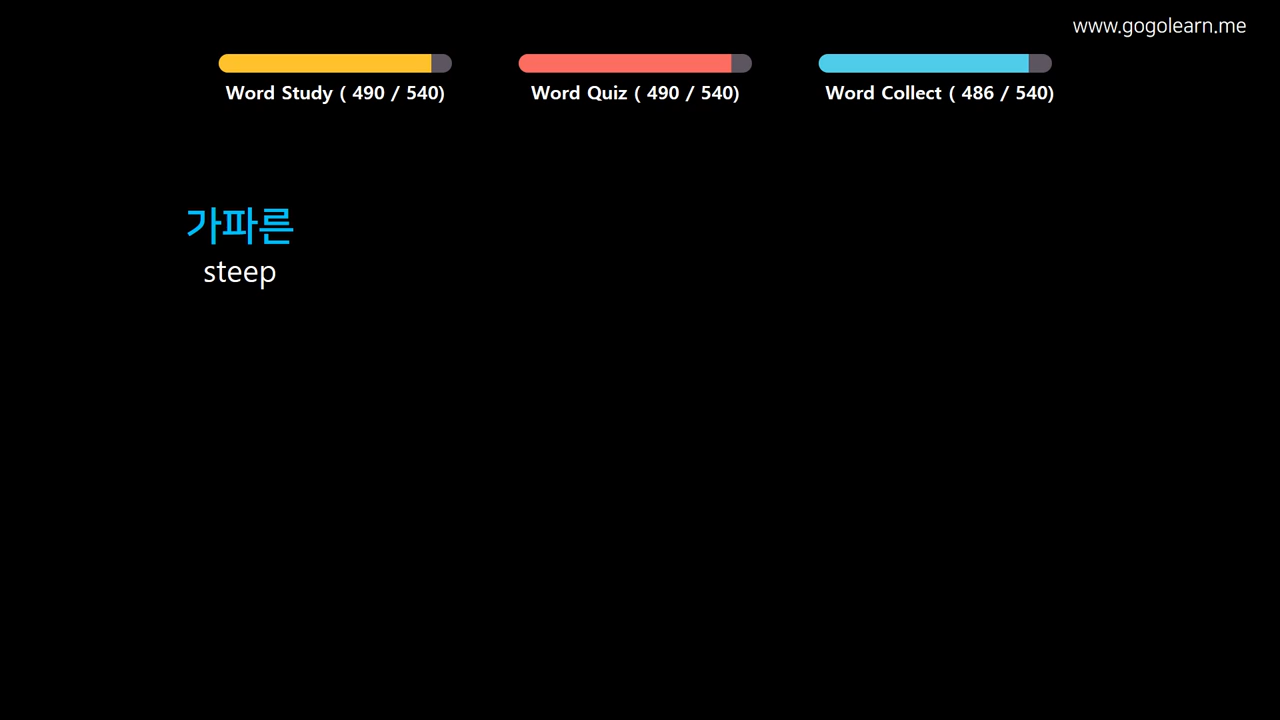 www.gogolearn.me
Word Study ( 490 / 540)
Word Quiz ( 490 / 540)
Word Collect ( 486 / 540)
가파른
steep